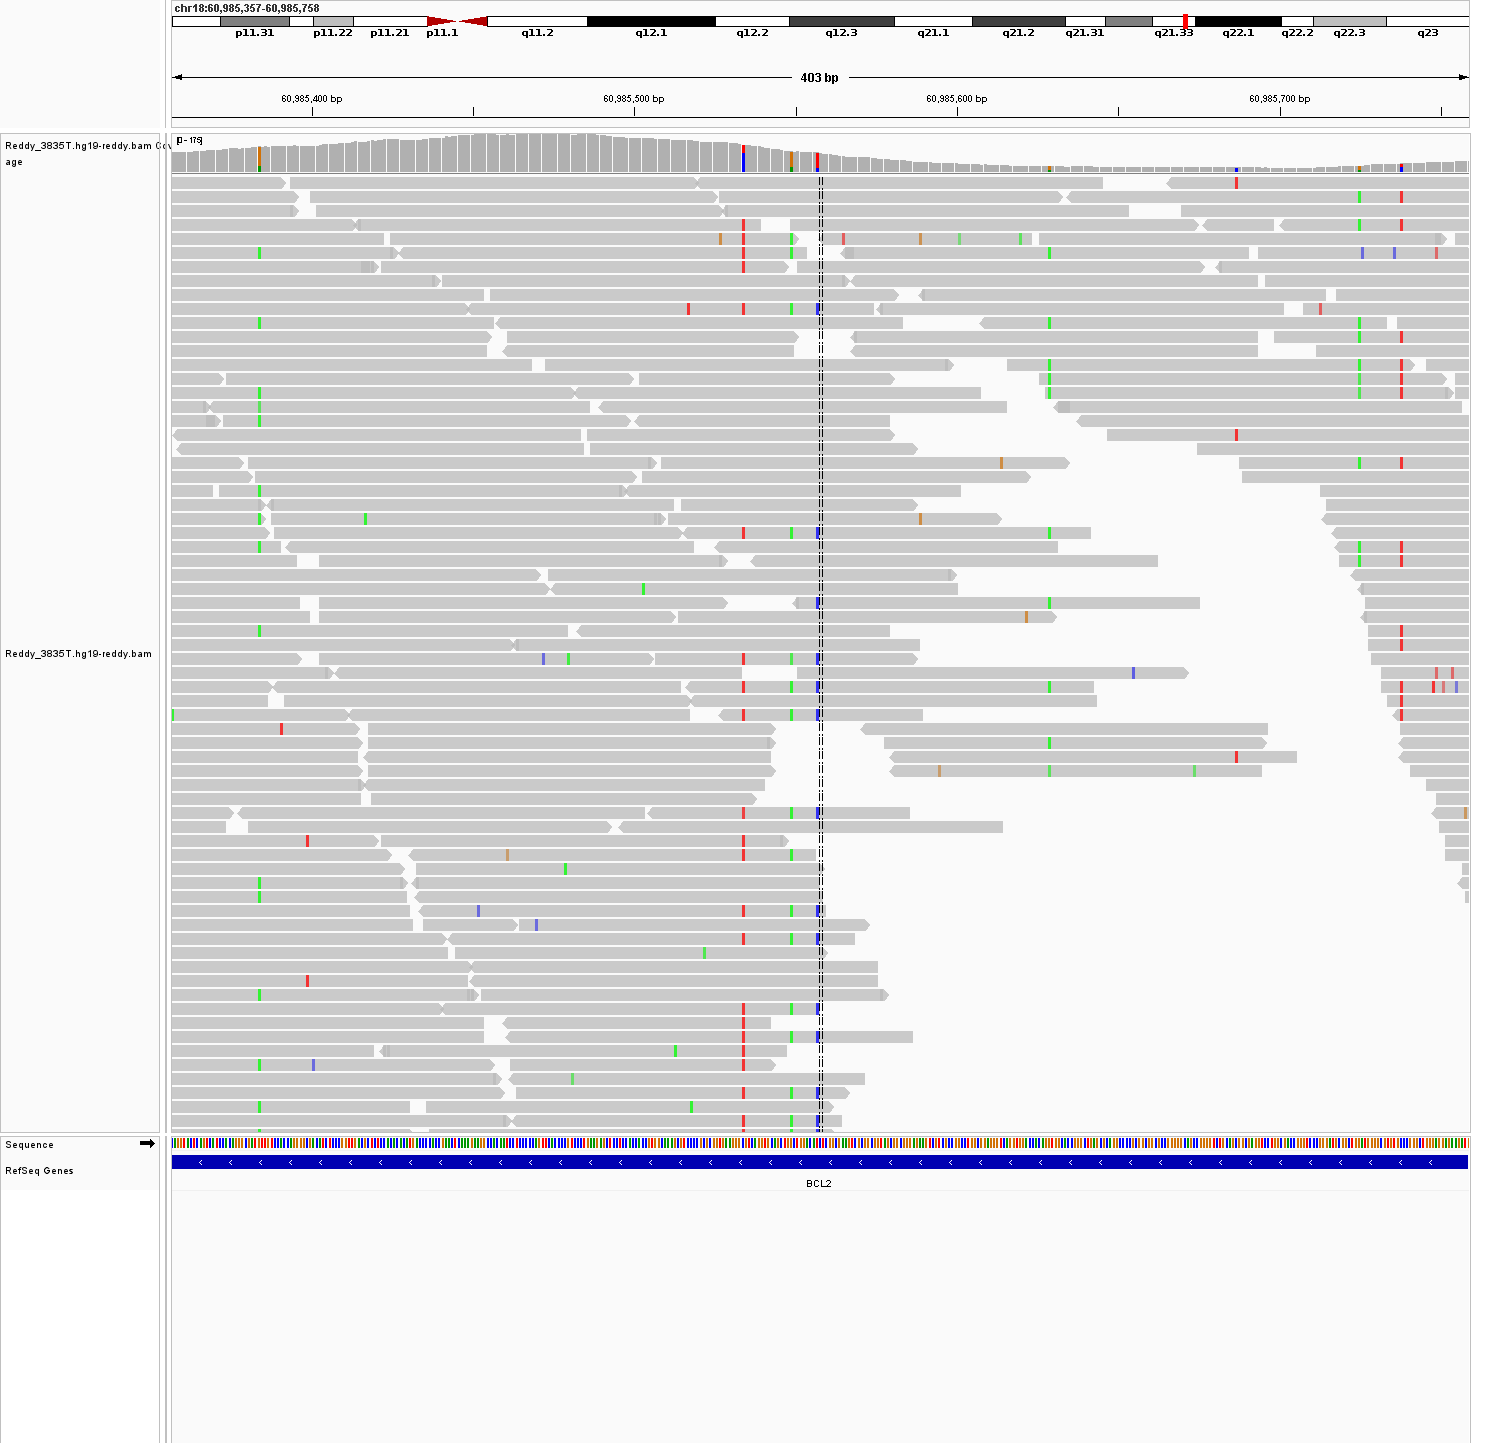 chr18:60,985,357-60,985,758
p11.31 p11.22 p11.21 p11.1 q11.2 q12.1 q12.2 q12.3 q21.1 q21.2 q21.31 q21.33 q22.1 q22.2 q22.3 q23
403 bp
60,985,400 bp 60,985,500 bp 60,985,600 bp 60,985,700 bp
[0 - 175]
Reddy_3835T.hg19-reddy.bam Cov
age
Reddy_3835T.hg19-reddy.bam
Sequence
RefSeq Genes
BCL2